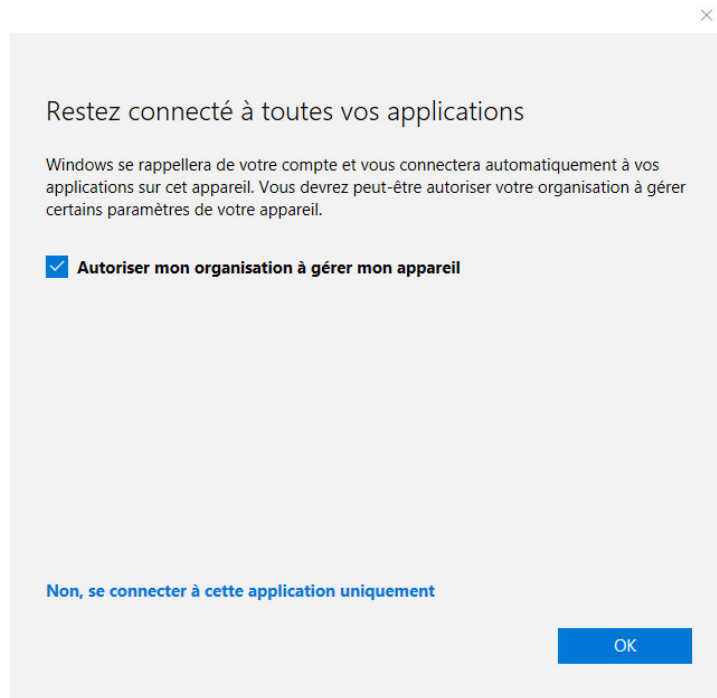 Restez connecté à toutes vos applications
Windows se rappellera de votre compte et vous connectera automatiquement à vos
applications sur cet appareil. Vous devrez peut-être autoriser votre organisation à gérer
certains paramètres de votre appareil.
Autoriser mon organisation à gérer mon appareil
Non, se connecter à cette application uniquement
OK